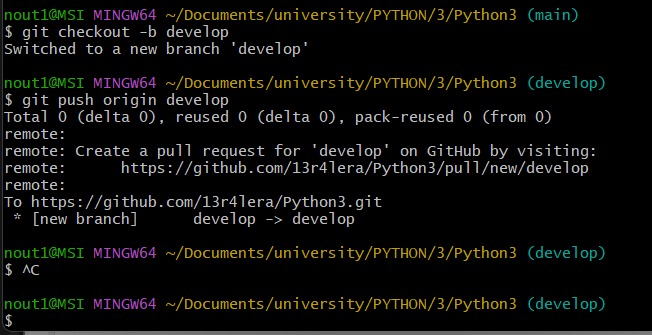 nout1@MSI MINGW64 ~/Documents/university/PYTHON/3/Python3 (main)
$ git checkout -b develop
Switched to a new branch 'develop'
nout1@MSI MINGW64 ~/Documents/university/PYTHON/3/Python3 (develop)
$ git push origin develop
Total 0 (delta 0), reused 0 (delta 0), pack-reused 0 (from 0)
remote:
remote: Create a pull request for 'develop' on GitHub by visiting:
remote:      https://github.com/13r4lera/Python3/pull/new/develop
remote:
To https://github.com/13r4lera/Python3.git
 * [new branch]      develop -> develop
nout1@MSI MINGW64 ~/Documents/university/PYTHON/3/Python3 (develop)
$ ^C
nout1@MSI MINGW64 ~/Documents/university/PYTHON/3/Python3 (develop)
$